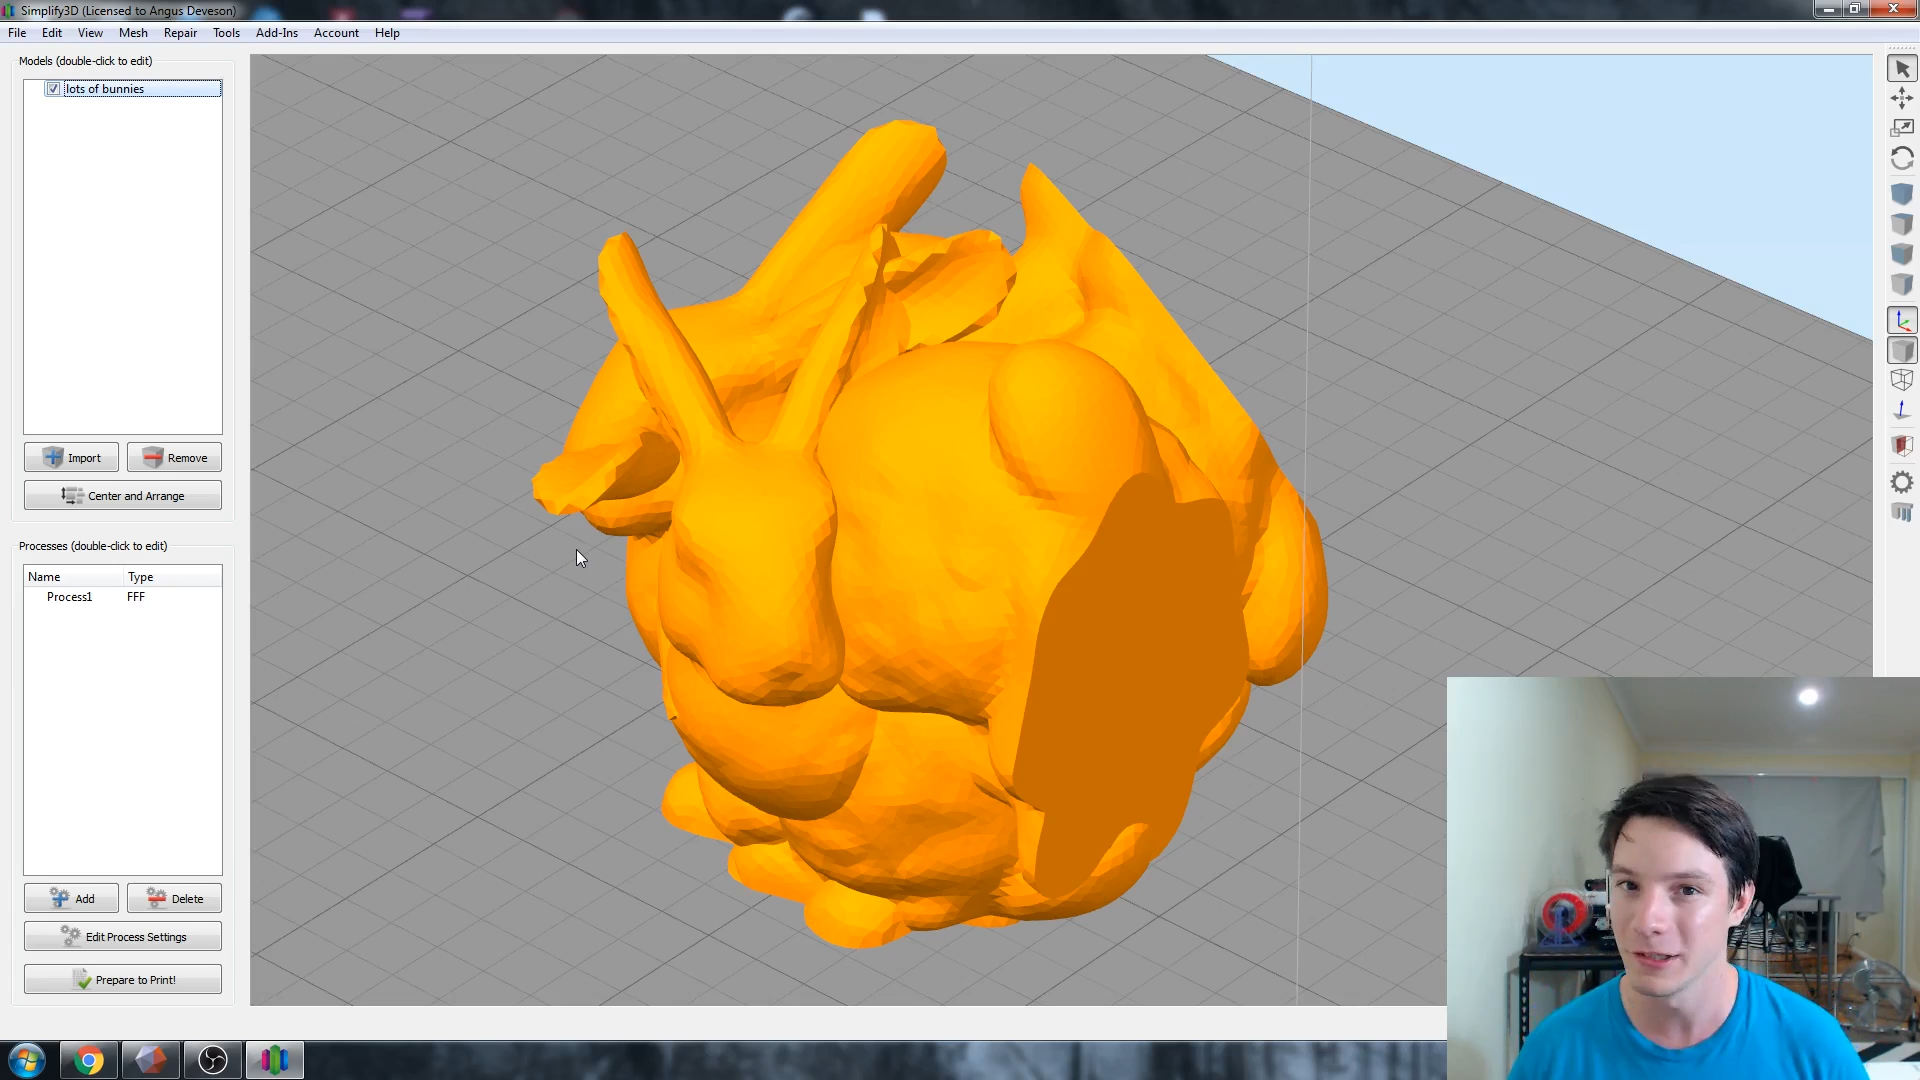 Simplify3D (Licensed to Angus Deveson)
File Edit View Mesh Repair Tools Add-Ins Account Help
Models (double-click to edit)
lots of bunnies
Import Remove
Center and Arrange
Processes (double-click to edit)
Name Type
Process1 FFF
Add Delete
Edit Process Settings
Prepare to Print!